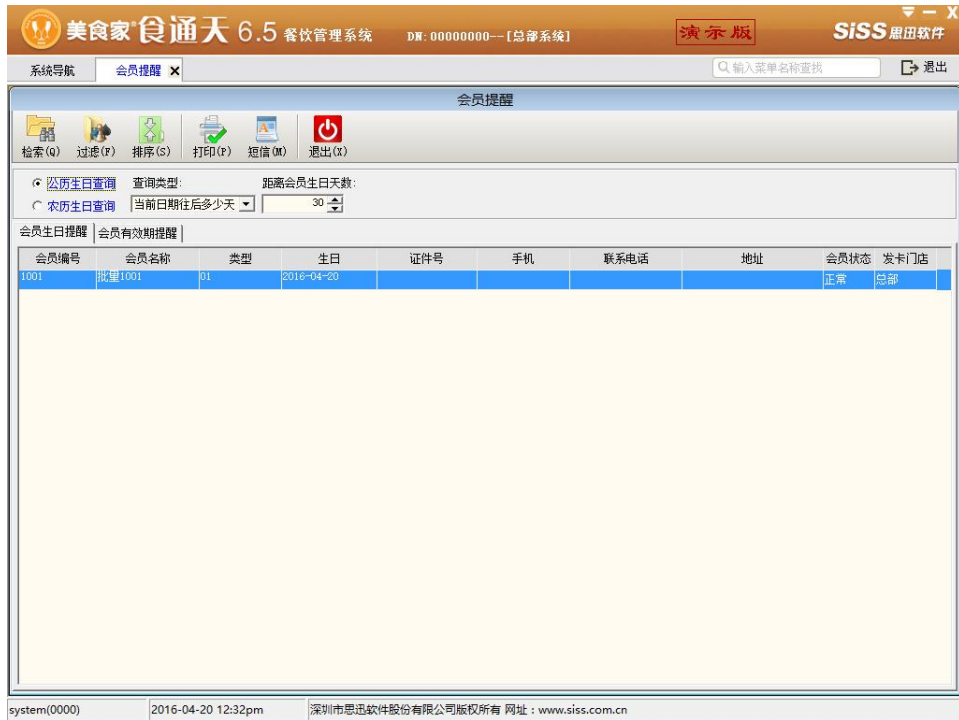 美食家®食通天 6.5 餐饮管理系统 DN:00000000--[总部系统] 演示版 SiSS思迅软件
系统导航 会员提醒 输入菜单名称查找 退出
会员提醒
检索(Q) 过滤(F) 排序(S) 打印(P) 短信(M) 退出(X)
公历生日查询 查询类型: 距离会员生日天数:
农历生日查询 当前日期往后多少天 30
会员生日提醒 会员有效期提醒
会员编号 会员名称 类型 生日 证件号 手机 联系电话 地址 会员状态 发卡门店
1001 批量1001 01 2016-04-20 正常 总部
system(0000) 2016-04-20 12:32pm 深圳市思迅软件股份有限公司版权所有 网址：www.siss.com.cn